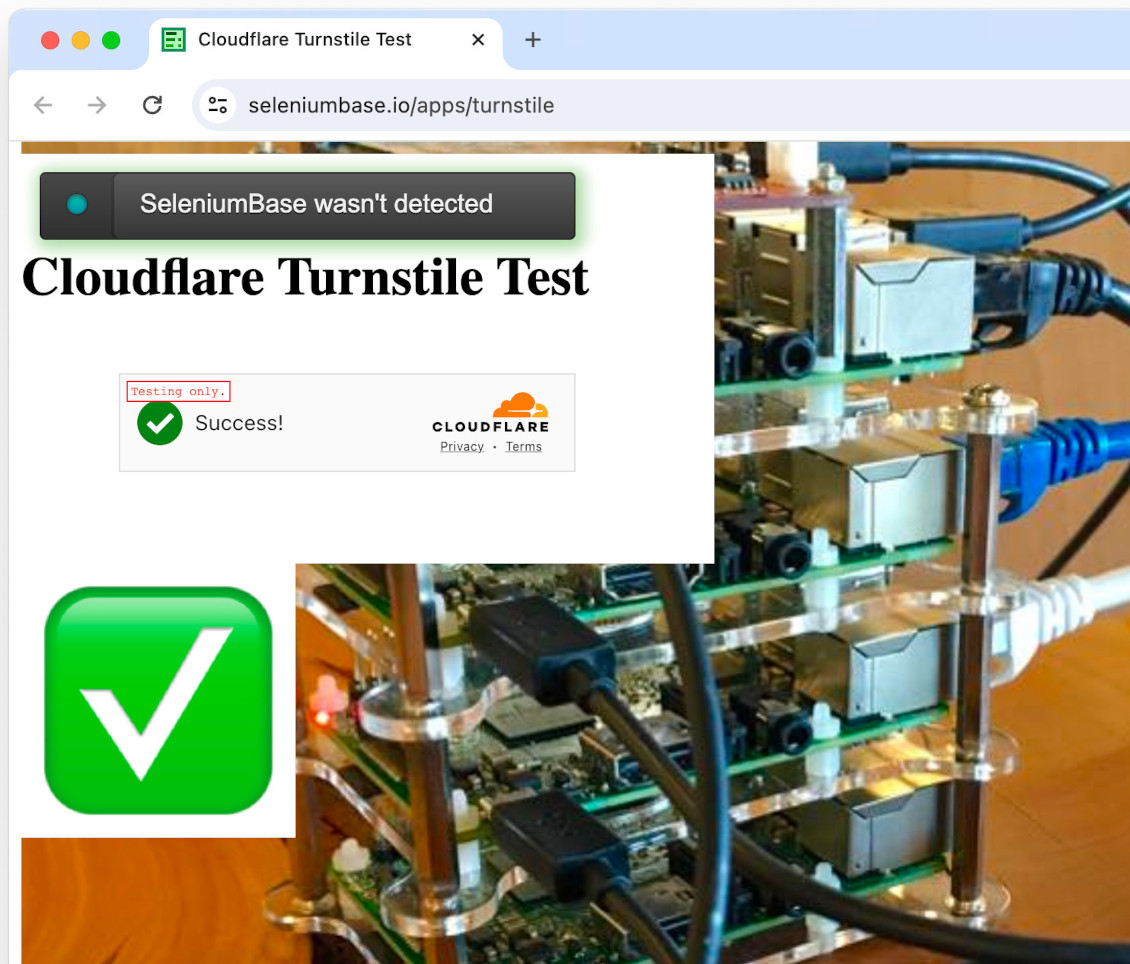 Cloudflare Turnstile Test
seleniumbase.io/apps/turnstile
SeleniumBase wasn't detected
Cloudflare Turnstile Test
Testing only.
Success!
CLOUDFLARE
Privacy • Terms